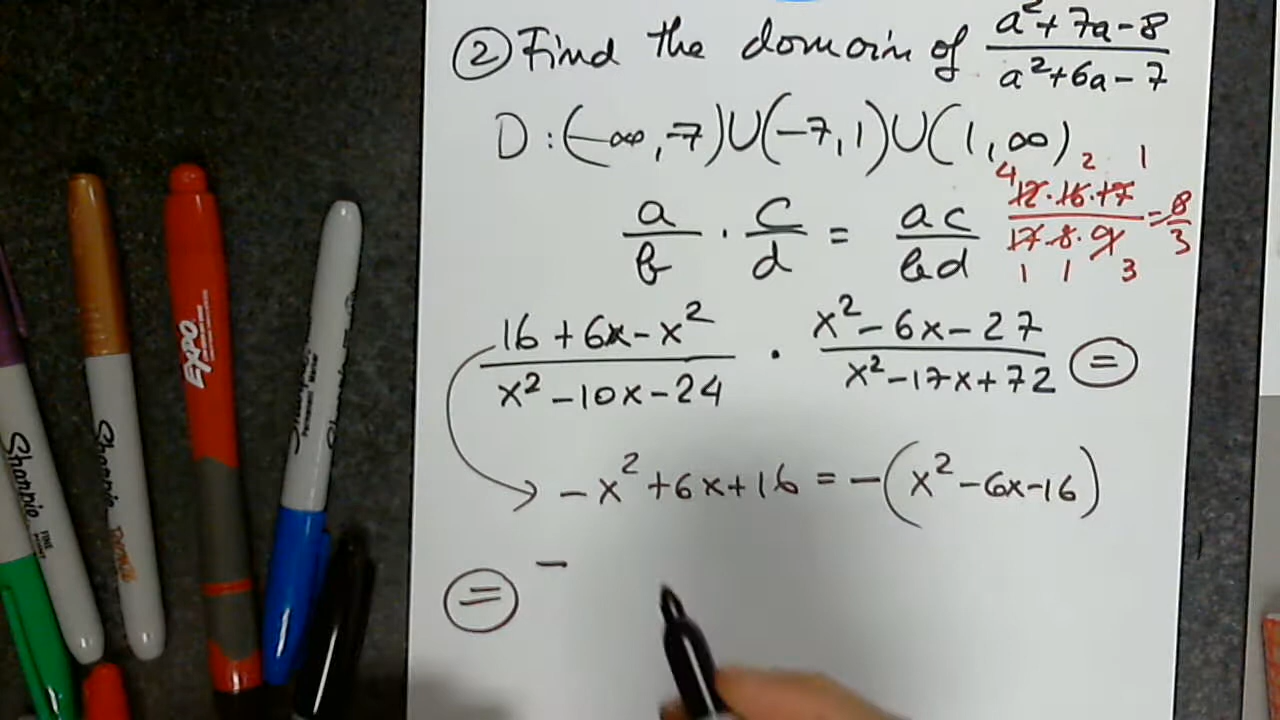 ② Find the domain of (a²+7a-8)/(a²+6a-7)
D: (-∞,-7)∪(-7,1)∪(1,∞)
a/b · c/d = ac/bd
4 2 1
12·16·17/17·8·9 = 8/3
1 1 3
(16+6x-x²)/(x²-10x-24) · (x²-6x-27)/(x²-17x+72) =
-x²+6x+16 = -(x²-6x-16)
= -
Sharpie
FINE
Sharpie
EXPO
Sharpie